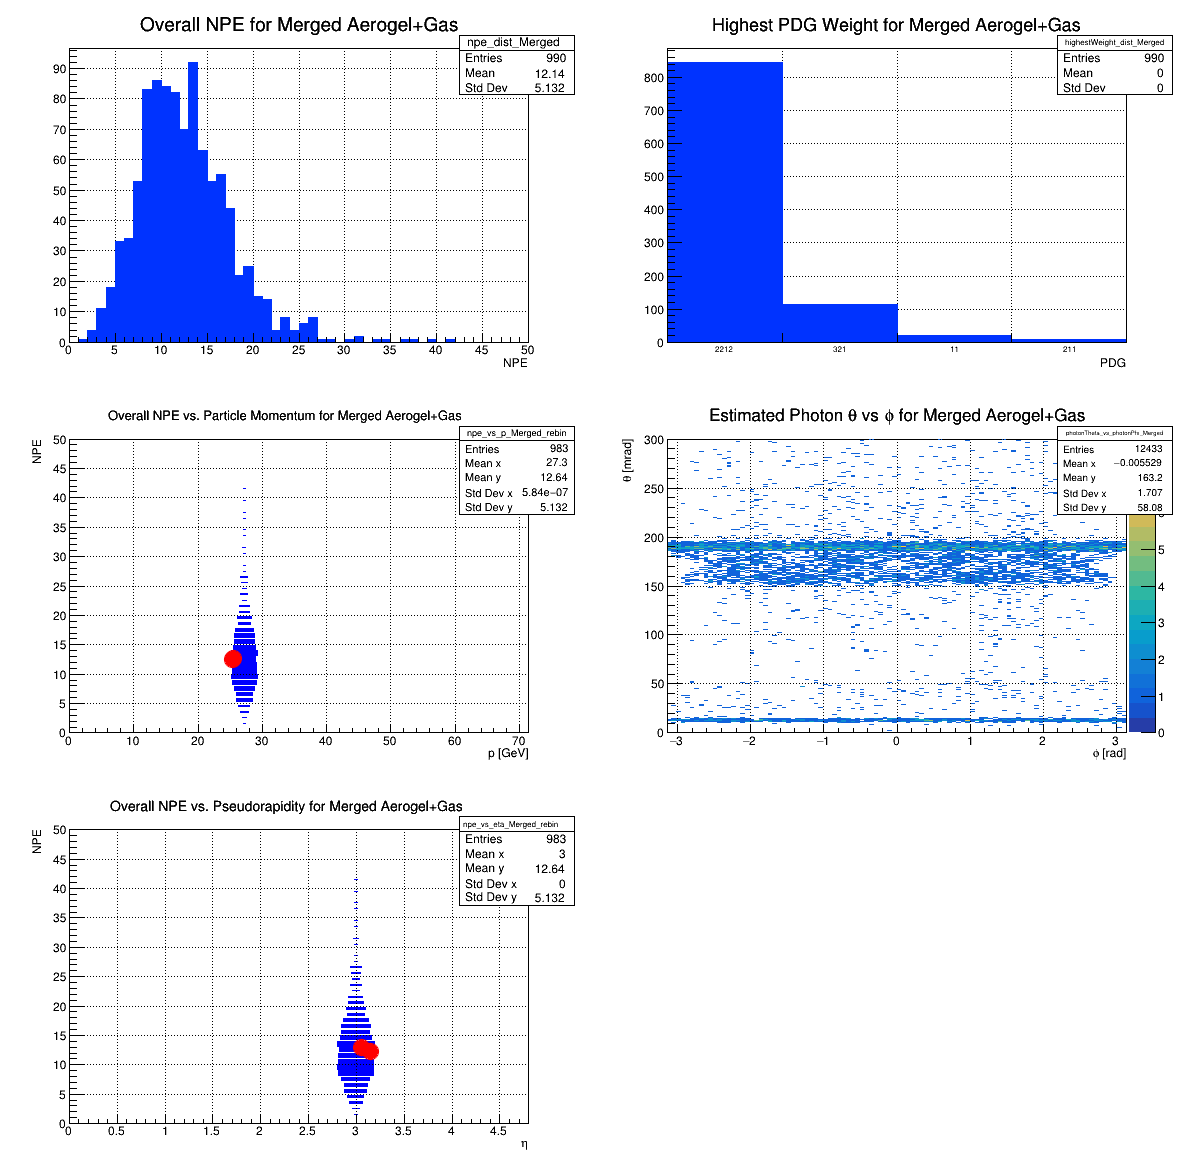 Overall NPE for Merged Aerogel+Gas
npe_dist_Merged
Entries 990
Mean 12.14
Std Dev 5.132
90
80
70
60
50
40
30
20
10
0
0 5 10 15 20 25 30 35 40 45 50
NPE
Highest PDG Weight for Merged Aerogel+Gas
highestWeight_dist_Merged
Entries 990
Mean 0
Std Dev 0
800
700
600
500
400
300
200
100
0
2212 321 11 211
PDG
Overall NPE vs. Particle Momentum for Merged Aerogel+Gas
npe_vs_p_Merged_rebin
Entries 983
Mean x 27.3
Mean y 12.64
Std Dev x 5.84e−07
Std Dev y 5.132
NPE
50
45
40
35
30
25
20
15
10
5
0
0 10 20 30 40 50 60 70
p [GeV]
Estimated Photon θ vs ϕ for Merged Aerogel+Gas
photonTheta_vs_photonPhi_Merged
Entries 12433
Mean x −0.005529
Mean y 163.2
Std Dev x 1.707
Std Dev y 58.08
θ [mrad]
300
250
200
150
100
50
0
−3 −2 −1 0 1 2 3
ϕ [rad]
5
4
3
2
1
0
Overall NPE vs. Pseudorapidity for Merged Aerogel+Gas
npe_vs_eta_Merged_rebin
Entries 983
Mean x 3
Mean y 12.64
Std Dev x 0
Std Dev y 5.132
NPE
50
45
40
35
30
25
20
15
10
5
0
0 0.5 1 1.5 2 2.5 3 3.5 4 4.5
η